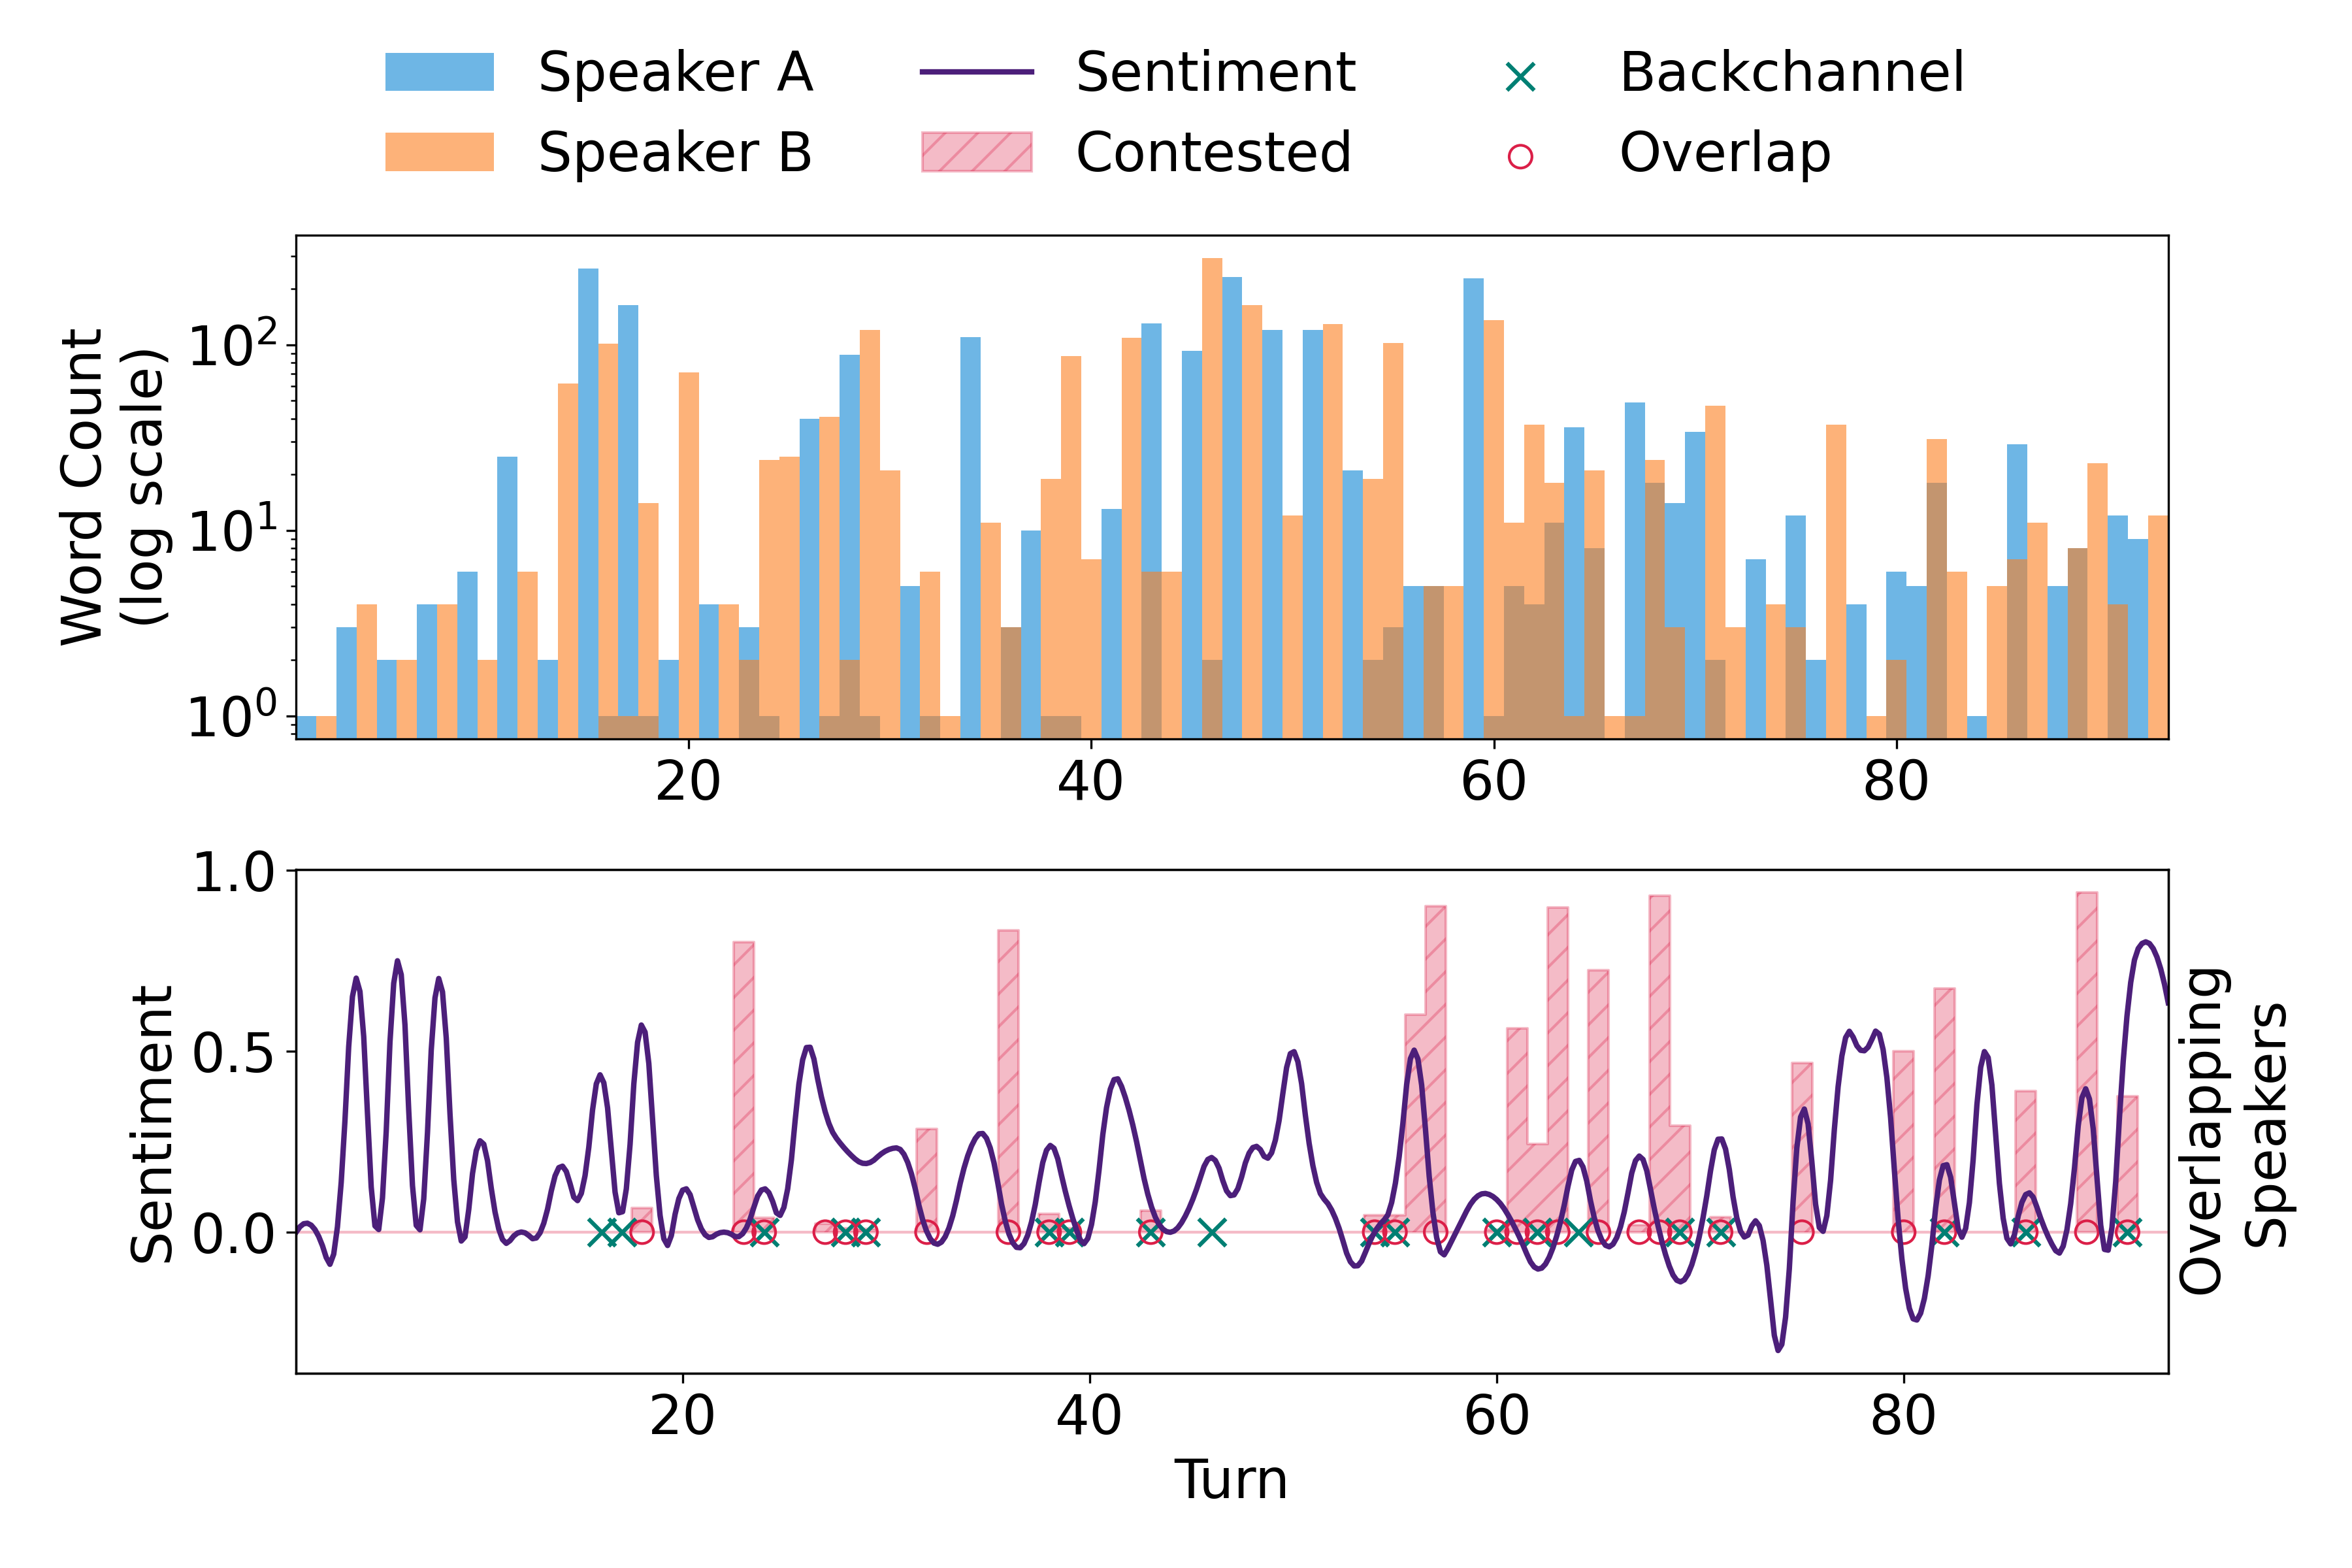 Speaker A
Sentiment
Backchannel
Speaker B
Contested
Overlap
Word Count
(log scale)
10²
10¹
10⁰
20
40
60
80
Sentiment
1.0
0.5
0.0
Overlapping
Speakers
20
40
60
80
Turn